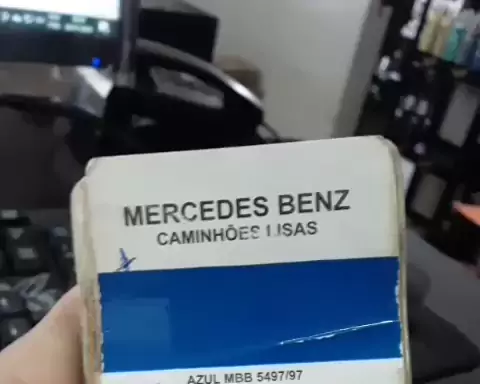 MERCEDES BENZ
CAMINHÕES LISAS
AZUL MBB 5497/97